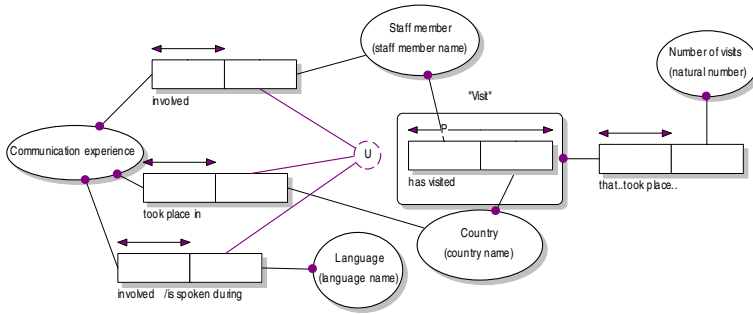 Staff member
(staff member name)
Number of visits
(natural number)
involved
"Visit"
P
Communication experience
U
has visited
that..took place..
took place in
Country
(country name)
Language
(language name)
involved /is spoken during